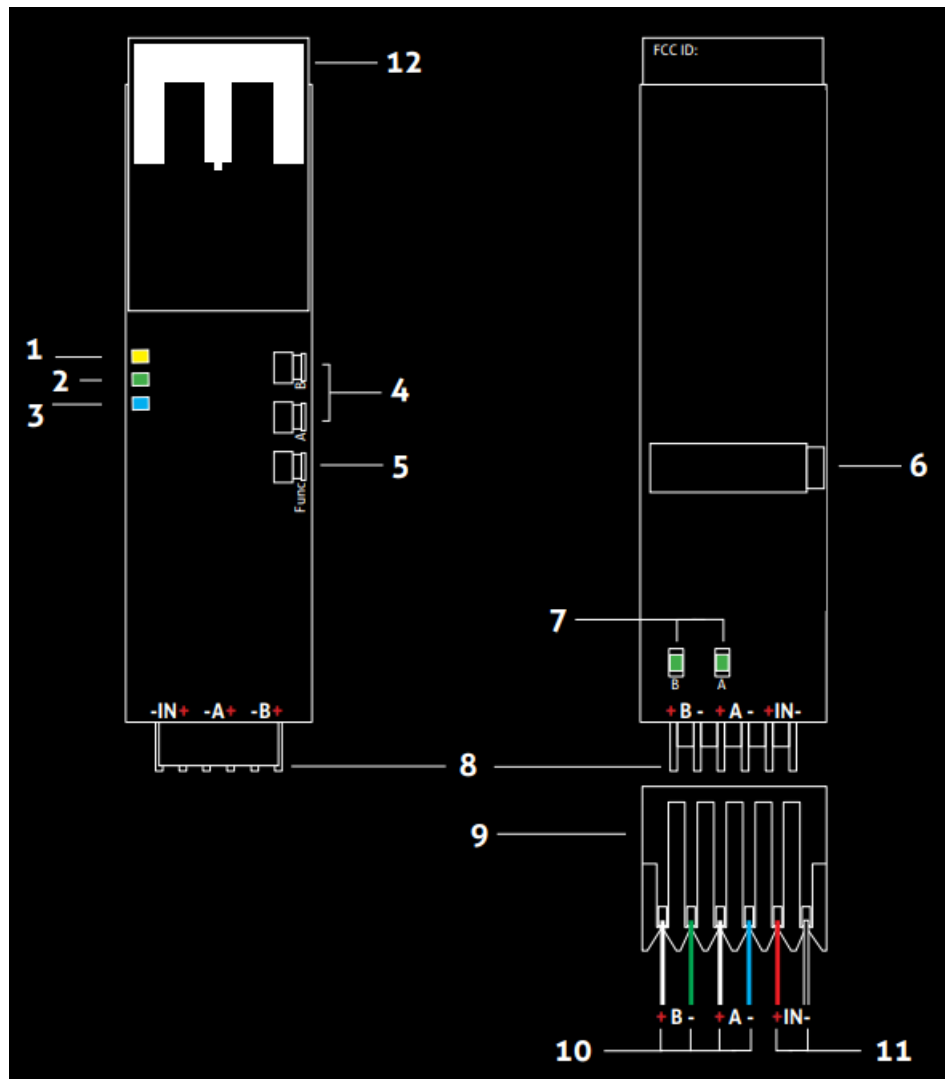 FCC ID:
12
1
2
3
B
4
A
5
Func
6
7
B A
-IN+ -A+ -B+
+B- +A- +IN-
8
9
+B- +A- +IN-
10
11